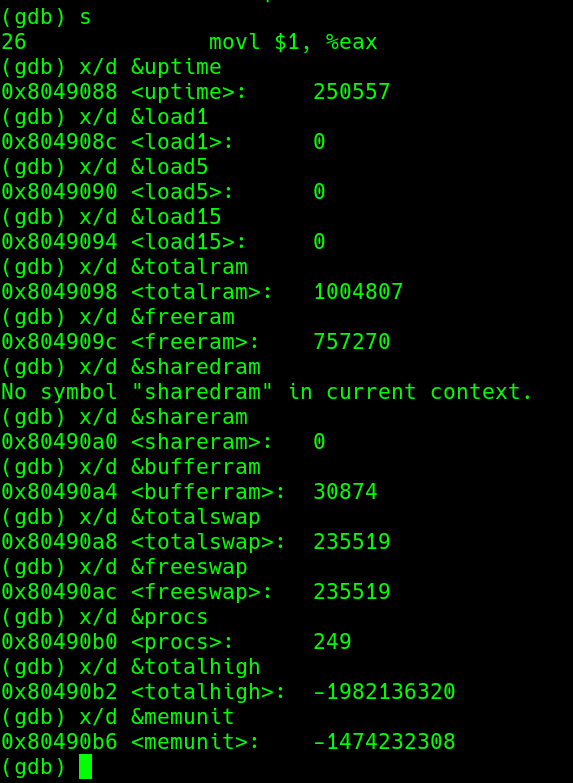 (gdb) s
26              movl $1, %eax
(gdb) x/d &uptime
0x8049088 <uptime>:     250557
(gdb) x/d &load1
0x804908c <load1>:      0
(gdb) x/d &load5
0x8049090 <load5>:      0
(gdb) x/d &load15
0x8049094 <load15>:     0
(gdb) x/d &totalram
0x8049098 <totalram>:   1004807
(gdb) x/d &freeram
0x804909c <freeram>:    757270
(gdb) x/d &sharedram
No symbol "sharedram" in current context.
(gdb) x/d &shareram
0x80490a0 <shareram>:   0
(gdb) x/d &bufferram
0x80490a4 <bufferram>:  30874
(gdb) x/d &totalswap
0x80490a8 <totalswap>:  235519
(gdb) x/d &freeswap
0x80490ac <freeswap>:   235519
(gdb) x/d &procs
0x80490b0 <procs>:      249
(gdb) x/d &totalhigh
0x80490b2 <totalhigh>:  -1982136320
(gdb) x/d &memunit
0x80490b6 <memunit>:    -1474232308
(gdb)